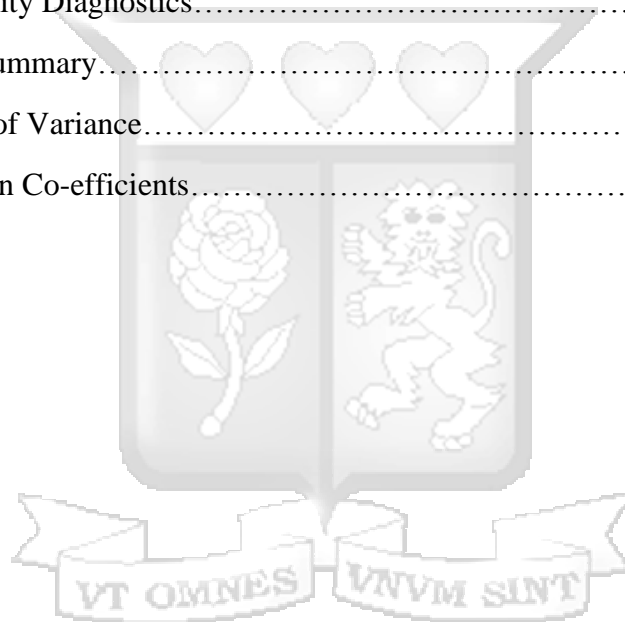 ity Diagnostics.............................................
ummary.......................................................
of Variance.................................................
n Co-efficients............................................
VT OMNES VNVM SINT